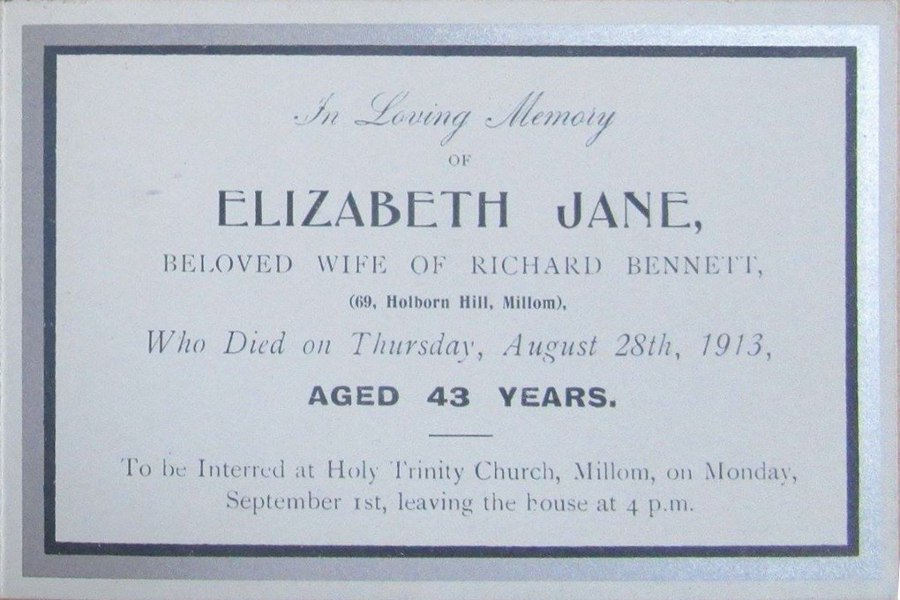 In Loving Memory
OF
ELIZABETH JANE,
BELOVED WIFE OF RICHARD BENNETT,
(69, Holborn Hill, Millom),
Who Died on Thursday, August 28th, 1913,
AGED 43 YEARS.
To be Interred at Holy Trinity Church, Millom, on Monday,
September 1st, leaving the house at 4 p.m.